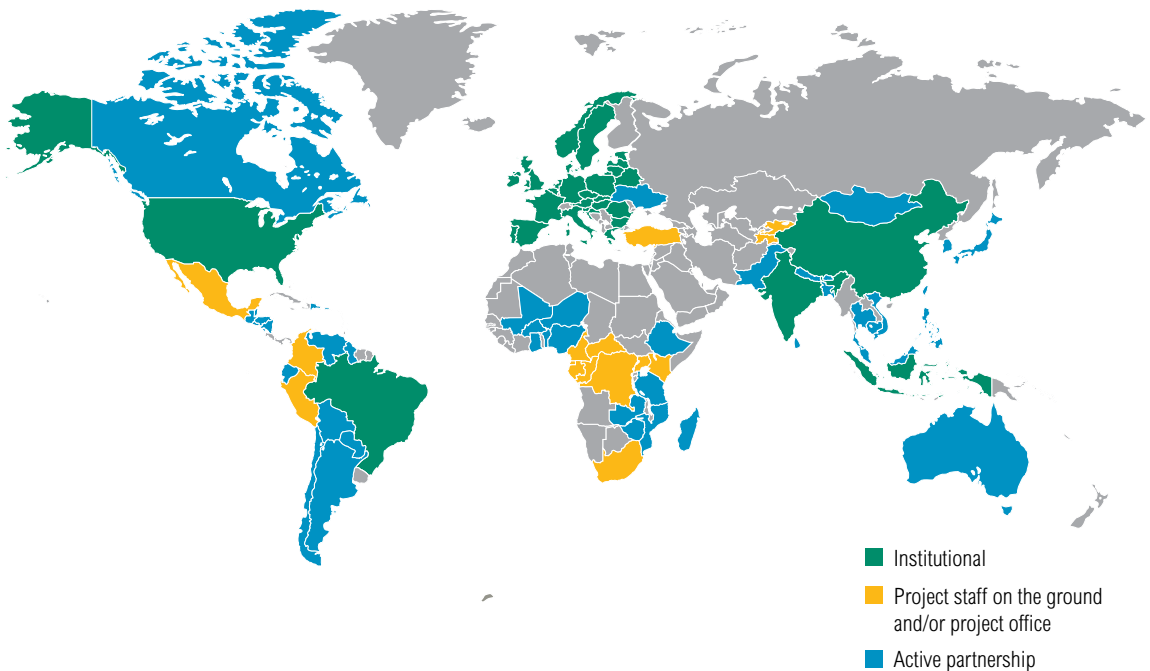 Institutional
Project staff on the ground
and/or project office
Active partnership